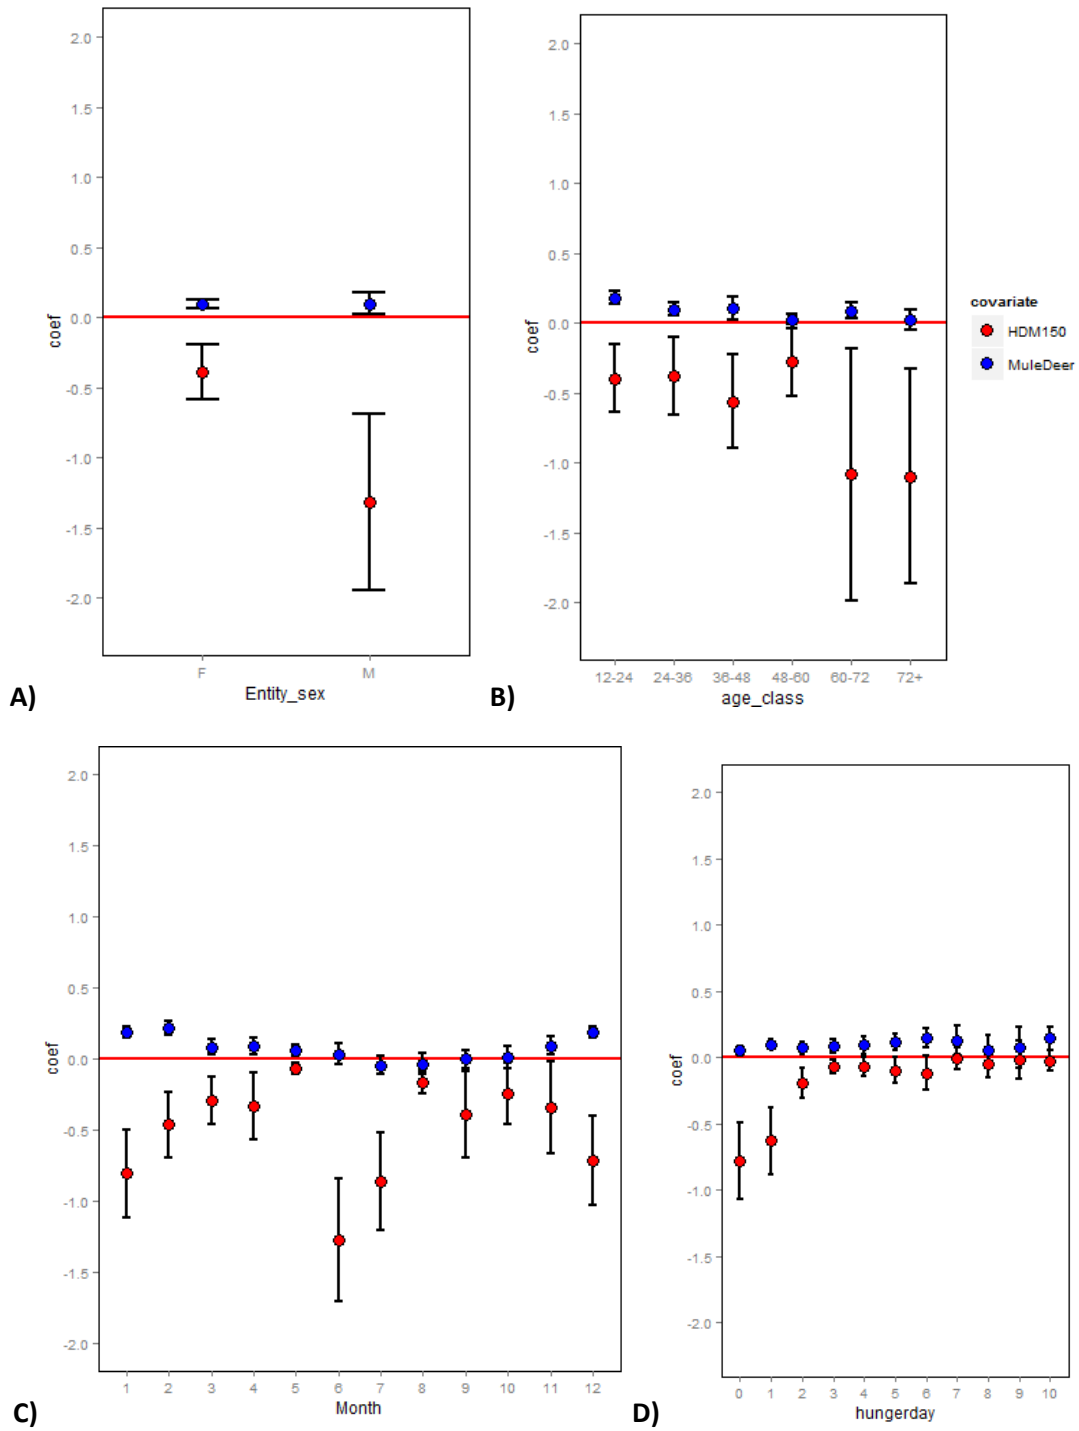 2.0
1.5
1.0
0.5
0.0
-0.5
-1.0
-1.5
-2.0
coef
F M
Entity_sex
A)
2.0
1.5
1.0
0.5
0.0
-0.5
-1.0
-1.5
-2.0
coef
12-24 24-36 36-48 48-60 60-72 72+
age_class
B)
covariate
HDM150
MuleDeer
2.0
1.5
1.0
0.5
0.0
-0.5
-1.0
-1.5
-2.0
coef
1 2 3 4 5 6 7 8 9 10 11 12
Month
C)
2.0
1.5
1.0
0.5
0.0
-0.5
-1.0
-1.5
-2.0
coef
0 1 2 3 4 5 6 7 8 9 10
hungerday
D)